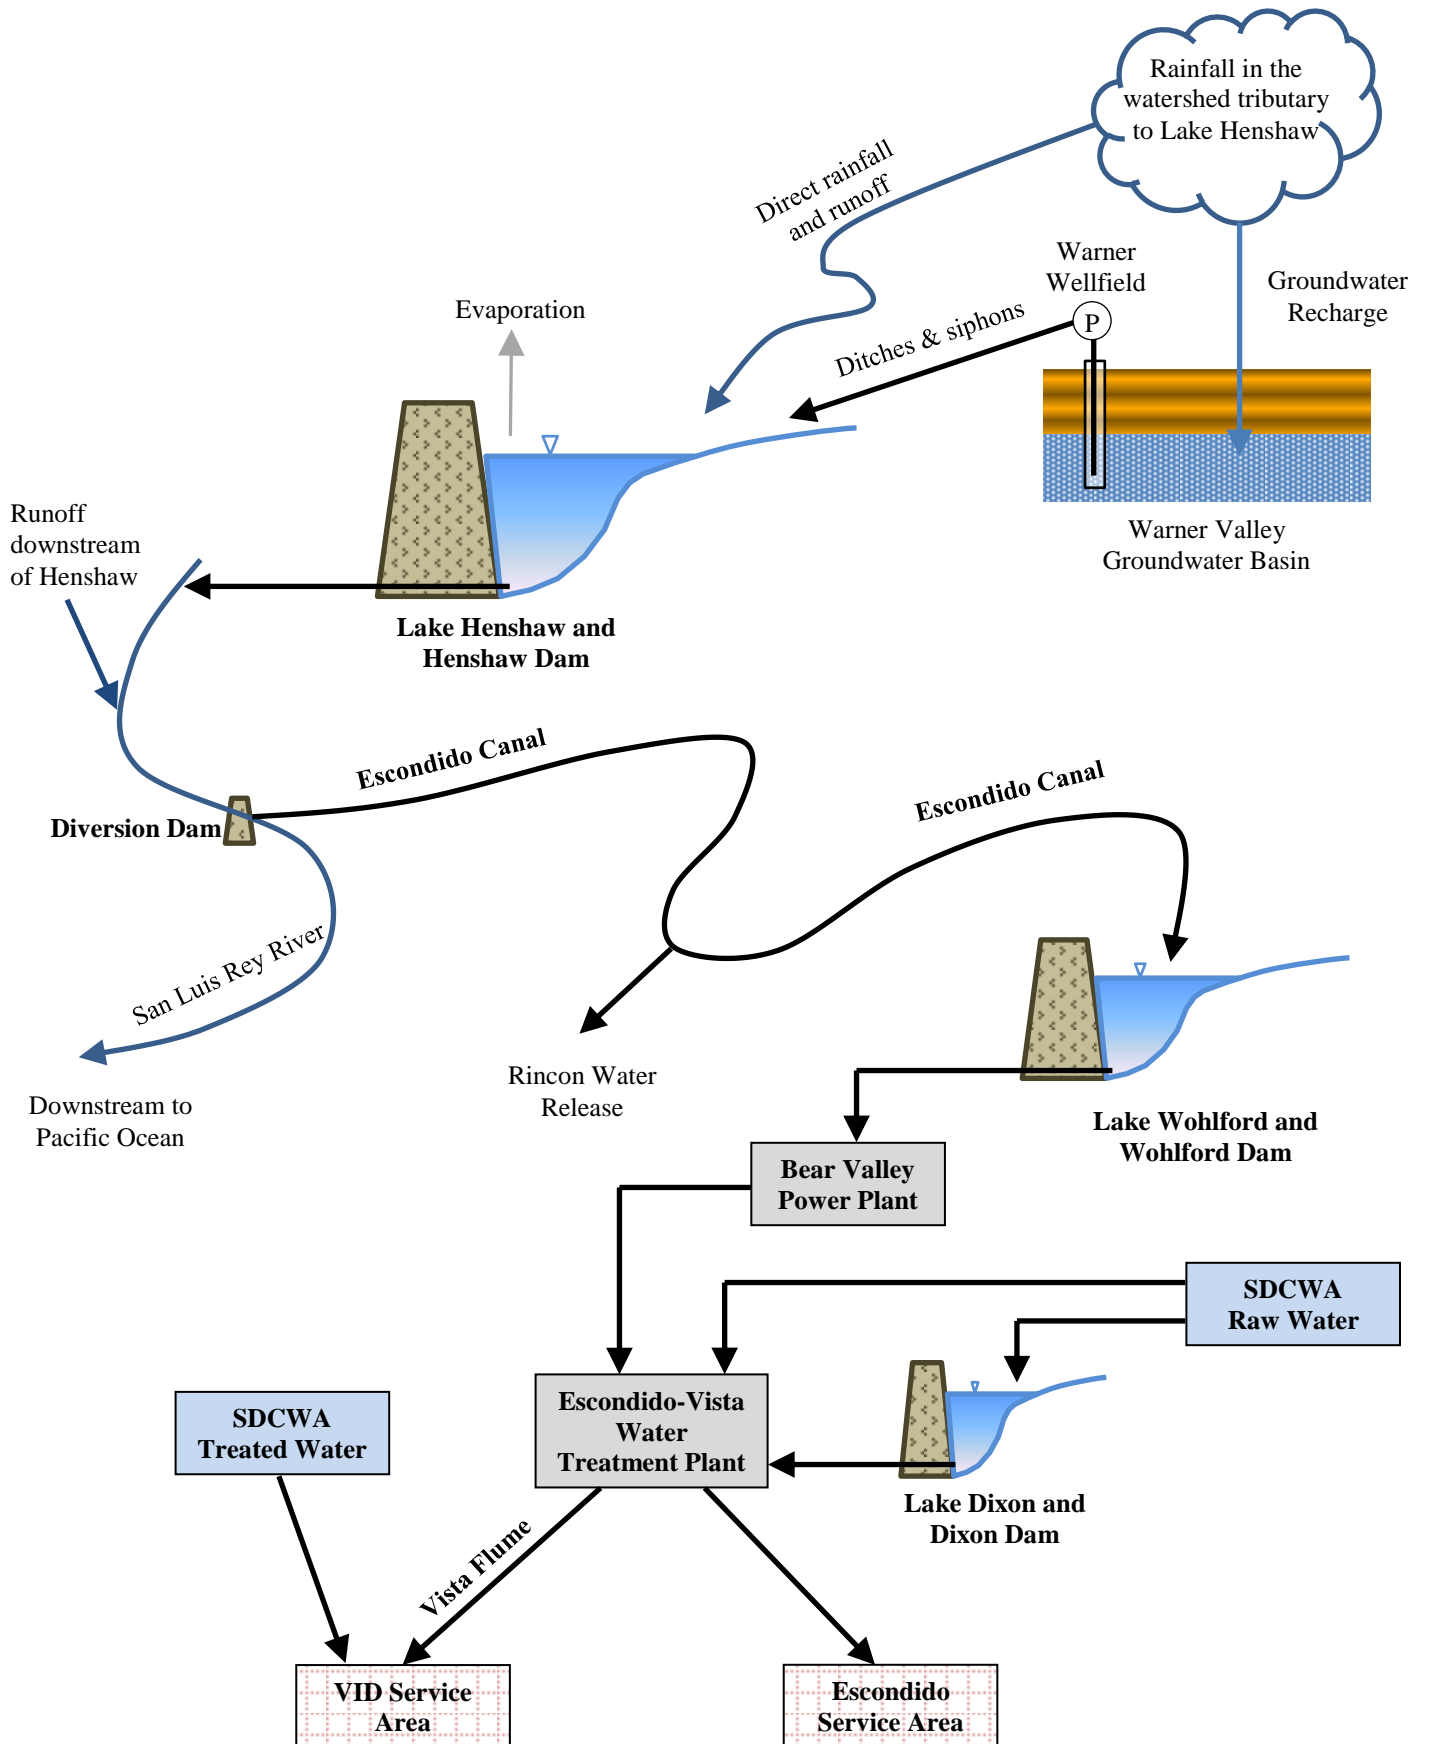 Rainfall in the
watershed tributary
to Lake Henshaw
Direct rainfall
and runoff
Warner
Wellfield
P
Groundwater
Recharge
Evaporation
Ditches & siphons
Warner Valley
Groundwater Basin
Runoff
downstream
of Henshaw
Lake Henshaw and
Henshaw Dam
Escondido Canal
Escondido Canal
Diversion Dam
San Luis Rey River
Rincon Water
Release
Downstream to
Pacific Ocean
Lake Wohlford and
Wohlford Dam
Bear Valley
Power Plant
SDCWA
Raw Water
SDCWA
Treated Water
Escondido-Vista
Water
Treatment Plant
Lake Dixon and
Dixon Dam
Vista Flume
VID Service
Area
Escondido
Service Area